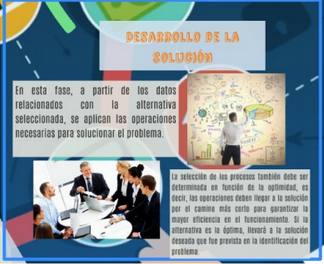 DESARROLLO DE LA
SOLUCIÓN
En esta fase, a partir de los datos
relacionados con la alternativa
seleccionada, se aplican las operaciones
necesarias para solucionar el problema.
La selección de los procesos también debe ser
determinada en función de la optimidad, es
decir, las operaciones deben llegar a la solución
por el camino más corto para garantizar la
mayor eficiencia en el funcionamiento. Si la
alternativa es la óptima, llevará a la solución
deseada que fue prevista en la identificación del
problema.